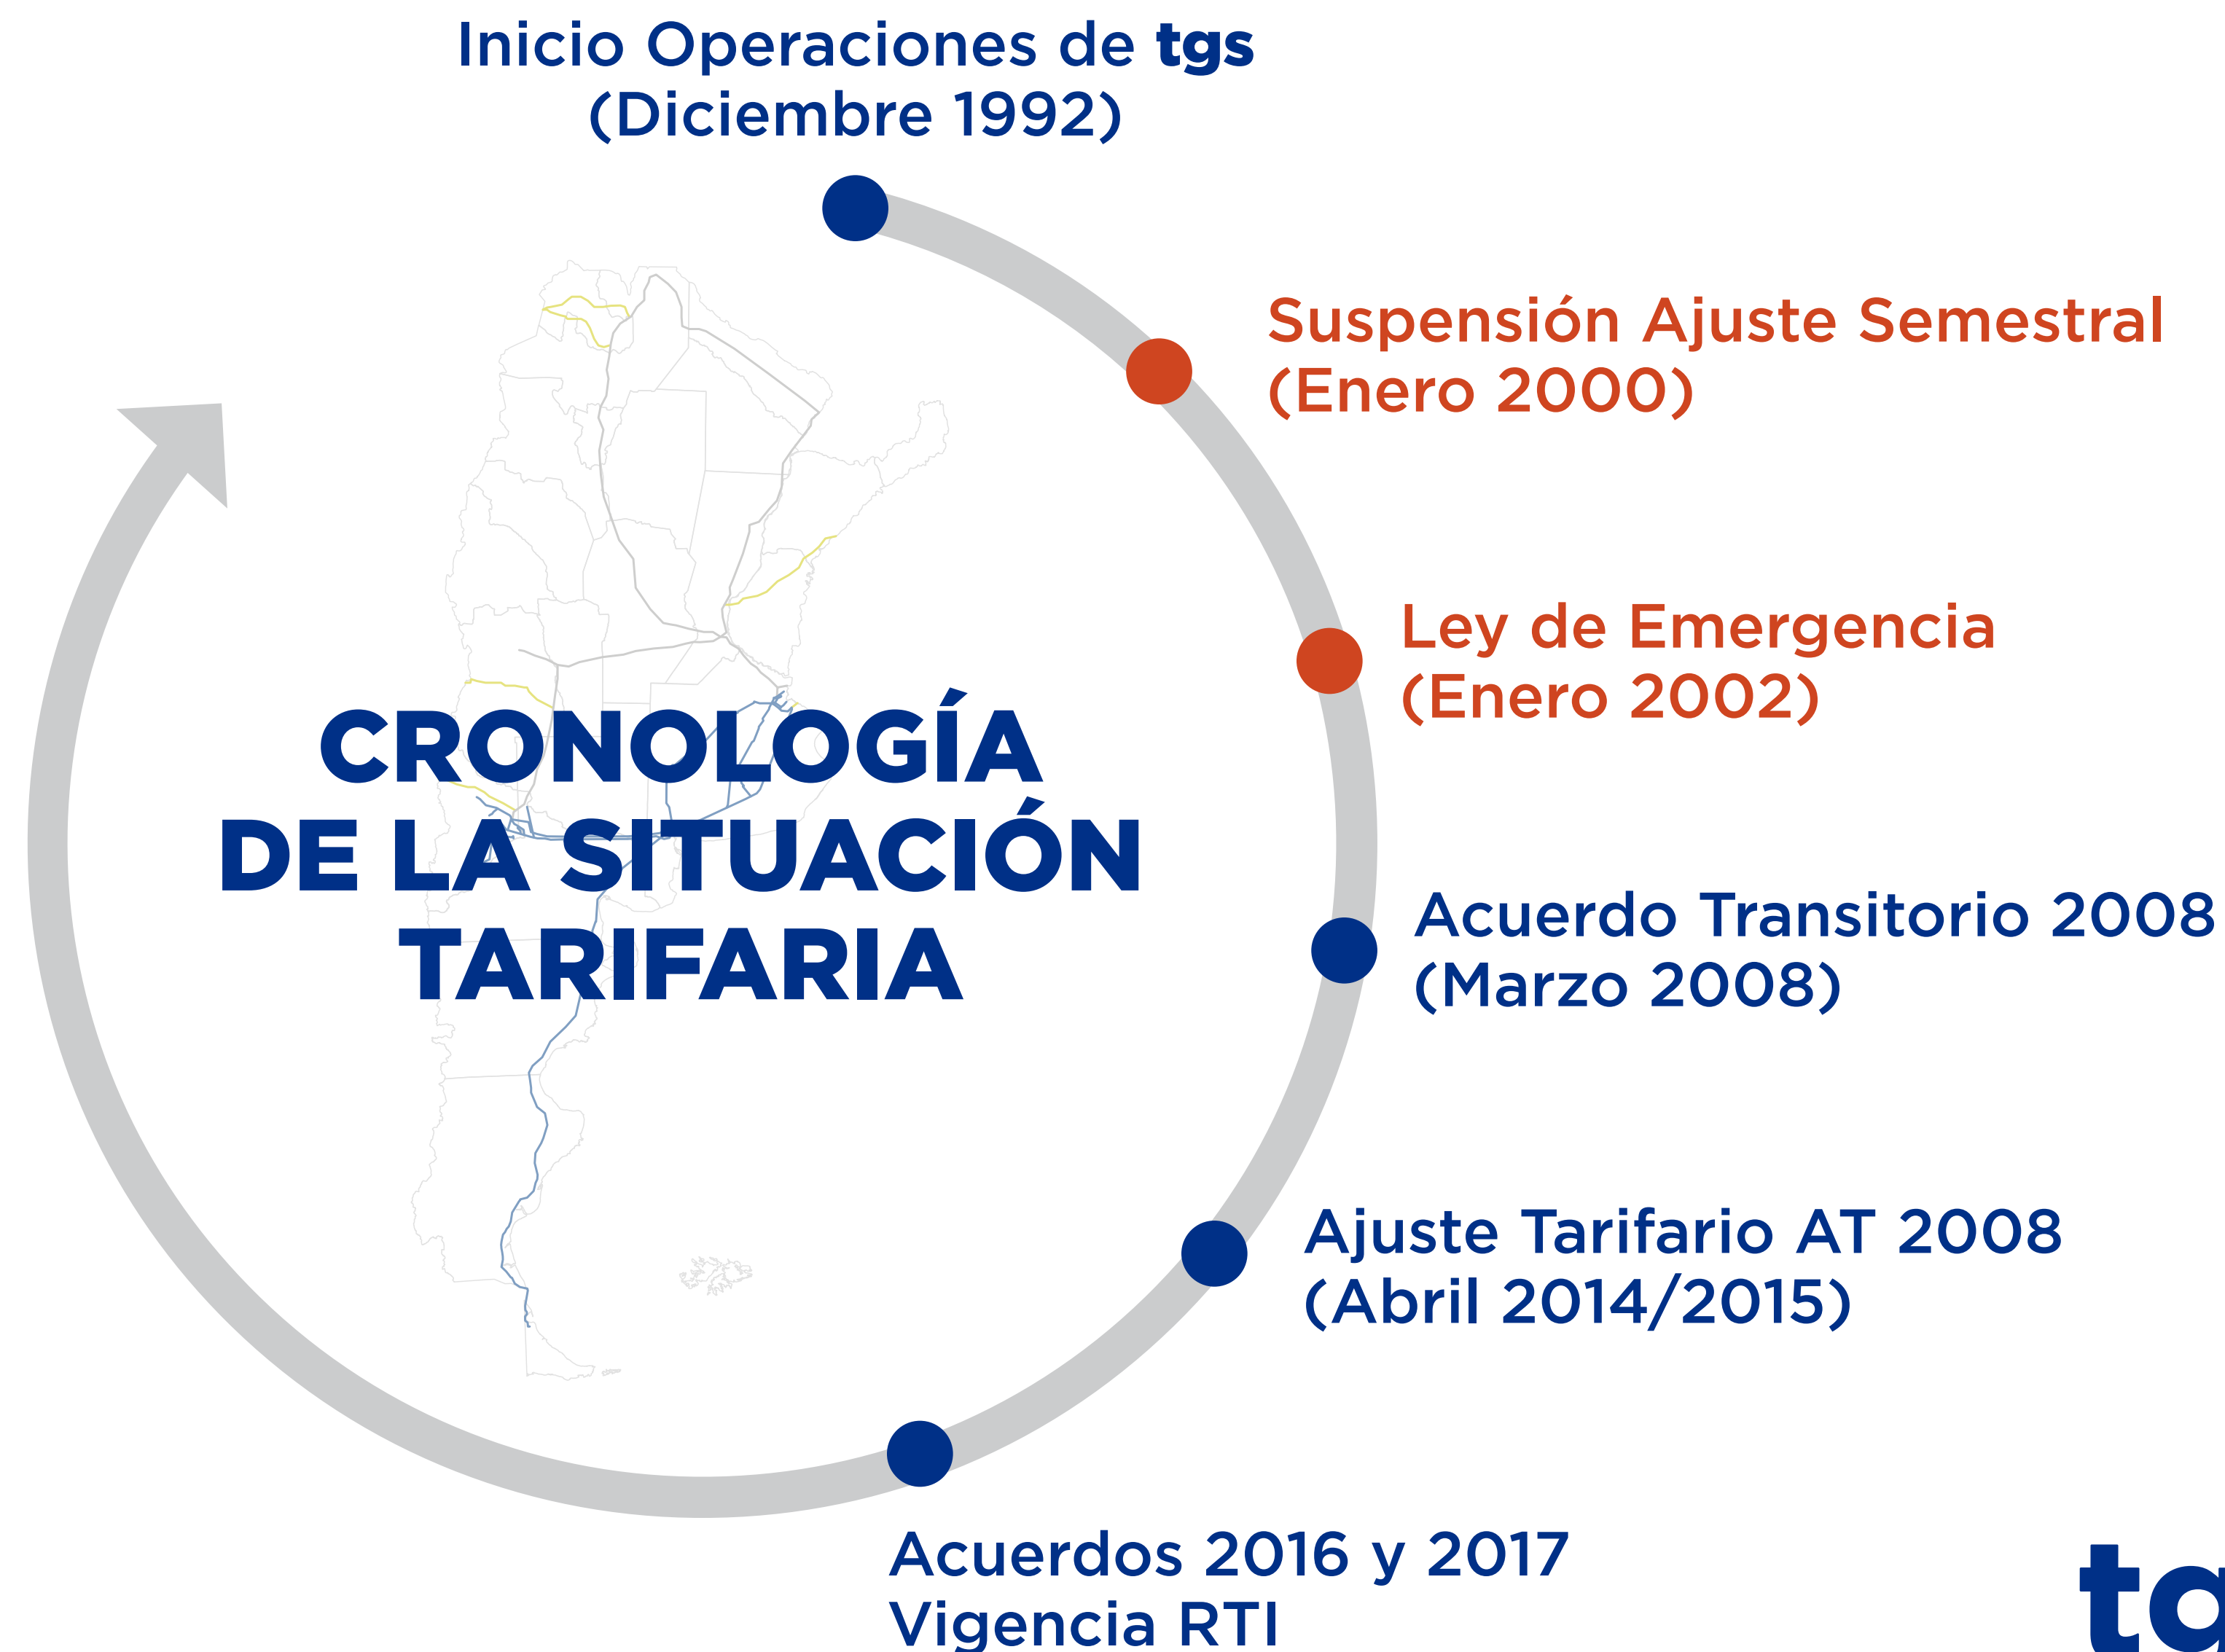 Inicio Operaciones de tgs
(Diciembre 1992)
Suspensión Ajuste Semestral
(Enero 2000)
Ley de Emergencia
(Enero 2002)
CRONOLOGÍA
DE LA SITUACIÓN
TARIFARIA
Acuerdo Transitorio 2008
(Marzo 2008)
Ajuste Tarifario AT 2008
(Abril 2014/2015)
Acuerdos 2016 y 2017
Vigencia RTI